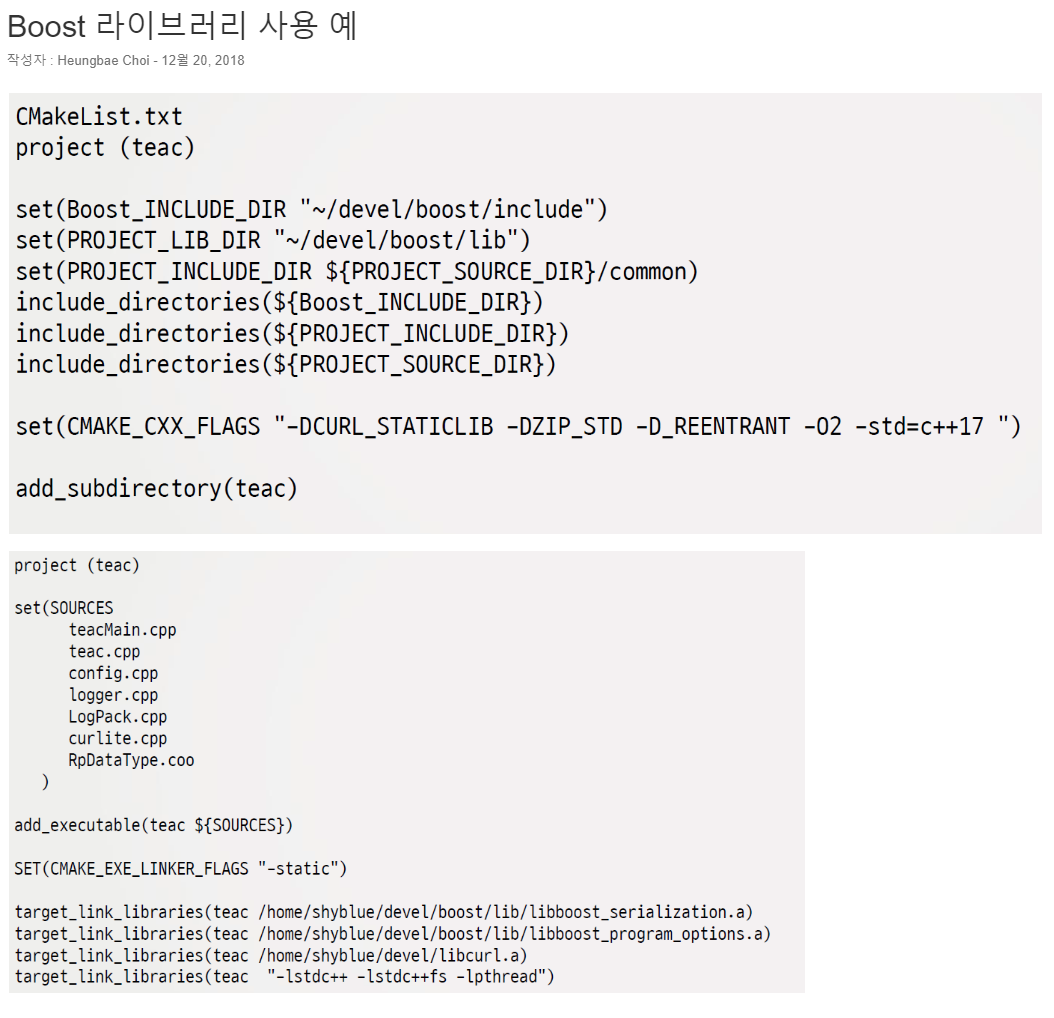 Boost 라이브러리 사용 예
작성자 : Heungbae Choi - 12월 20, 2018
CMakeList.txt
project (teac)
set(Boost_INCLUDE_DIR "~/devel/boost/include")
set(PROJECT_LIB_DIR "~/devel/boost/lib")
set(PROJECT_INCLUDE_DIR ${PROJECT_SOURCE_DIR}/common)
include_directories(${Boost_INCLUDE_DIR})
include_directories(${PROJECT_INCLUDE_DIR})
include_directories(${PROJECT_SOURCE_DIR})
set(CMAKE_CXX_FLAGS "-DCURL_STATICLIB -DZIP_STD -D_REENTRANT -O2 -std=c++17 ")
add_subdirectory(teac)
project (teac)
set(SOURCES
teacMain.cpp
teac.cpp
config.cpp
logger.cpp
LogPack.cpp
curlite.cpp
RpDataType.coo
)
add_executable(teac ${SOURCES})
SET(CMAKE_EXE_LINKER_FLAGS "-static")
target_link_libraries(teac /home/shyblue/devel/boost/lib/libboost_serialization.a)
target_link_libraries(teac /home/shyblue/devel/boost/lib/libboost_program_options.a)
target_link_libraries(teac /home/shyblue/devel/libcurl.a)
target_link_libraries(teac  "-lstdc++ -lstdc++fs -lpthread")